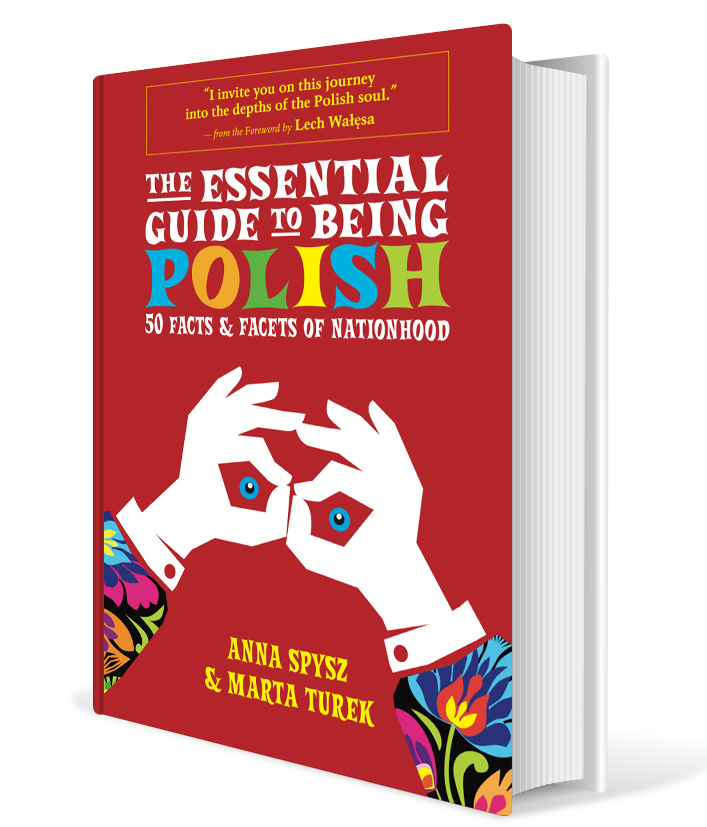 “I invite you on this journey
into the depths of the Polish soul.”
— from the Foreword by Lech Wałęsa
THE ESSENTIAL
GUIDE TO BEING
POLISH
50 FACTS & FACETS OF NATIONHOOD
ANNA SPYSZ
& MARTA TUREK